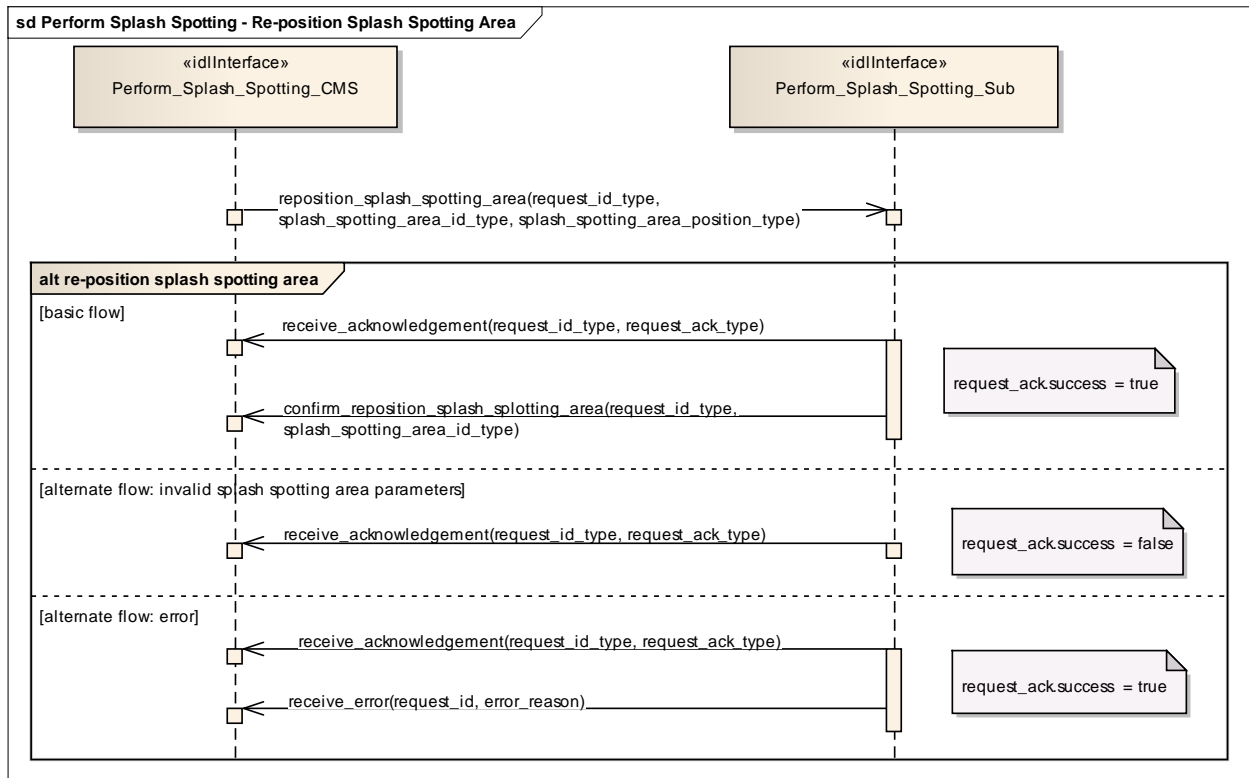 sd Perform Splash Spotting - Re-position Splash Spotting Area
«idlInterface»
Perform_Splash_Spotting_CMS
«idlInterface»
Perform_Splash_Spotting_Sub
reposition_splash_spotting_area(request_id_type,
splash_spotting_area_id_type, splash_spotting_area_position_type)
alt re-position splash spotting area
[basic flow]
receive_acknowledgement(request_id_type, request_ack_type)
request_ack.success = true
confirm_reposition_splash_splotting_area(request_id_type,
splash_spotting_area_id_type)
[alternate flow: invalid splash spotting area parameters]
receive_acknowledgement(request_id_type, request_ack_type)
request_ack.success = false
[alternate flow: error]
receive_acknowledgement(request_id_type, request_ack_type)
request_ack.success = true
receive_error(request_id, error_reason)